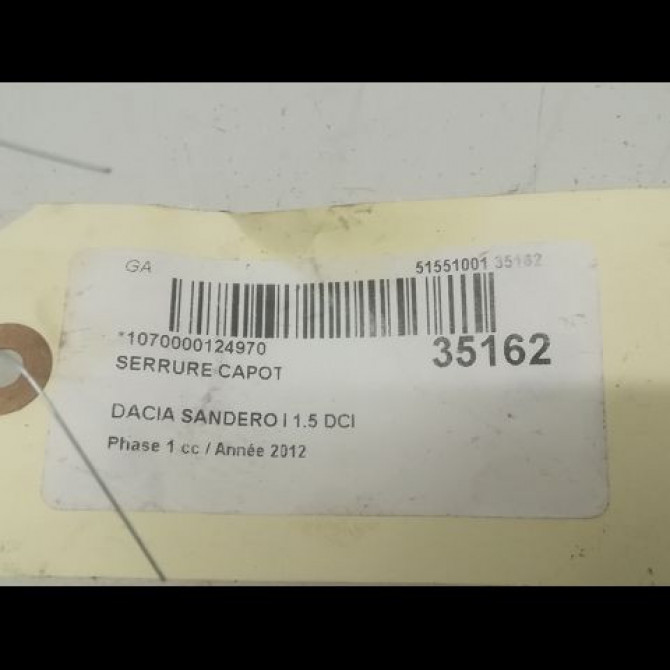 GA 51551001 35162
*1070000124970 35162
SERRURE CAPOT
DACIA SANDERO I 1.5 DCI
Phase 1 cc / Année 2012